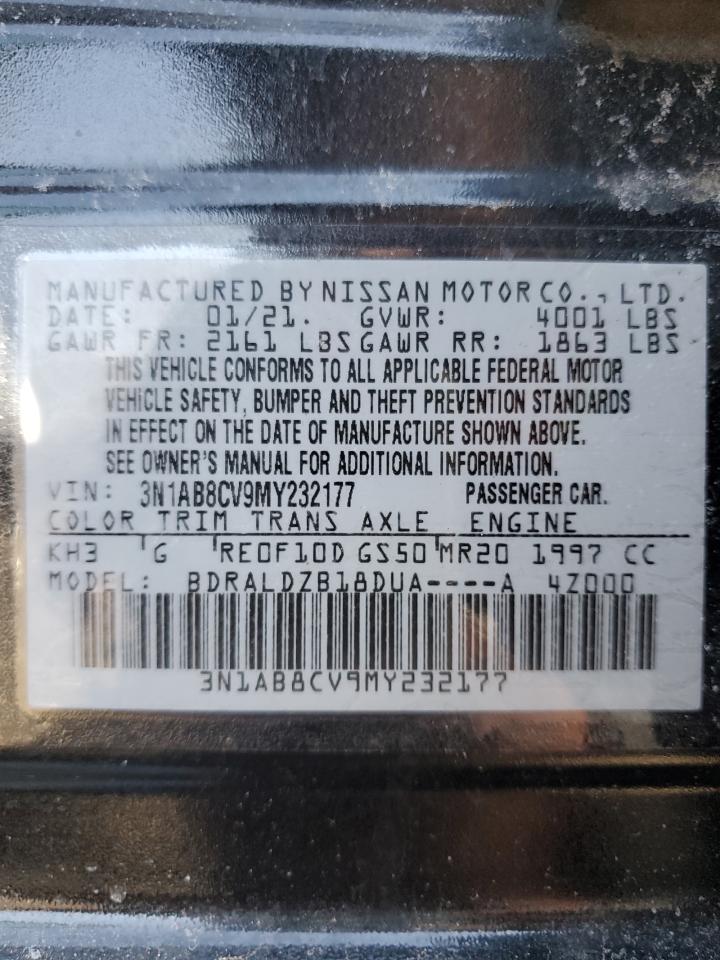 MANUFACTURED BY NISSAN MOTOR CO., LTD.
DATE: 01/21. GVWR: 4001 LBS
GAWR FR: 2161 LBS GAWR RR: 1863 LBS
THIS VEHICLE CONFORMS TO ALL APPLICABLE FEDERAL MOTOR
VEHICLE SAFETY, BUMPER AND THEFT PREVENTION STANDARDS
IN EFFECT ON THE DATE OF MANUFACTURE SHOWN ABOVE.
SEE OWNER'S MANUAL FOR ADDITIONAL INFORMATION.
VIN: 3N1AB8CV9MY232177 PASSENGER CAR.
COLOR TRIM TRANS AXLE ENGINE
KH3 G RE0F10D GS50 MR20 1997 CC
MODEL: BDRALDZB18DUA----A 4Z000
3N1AB8CV9MY232177